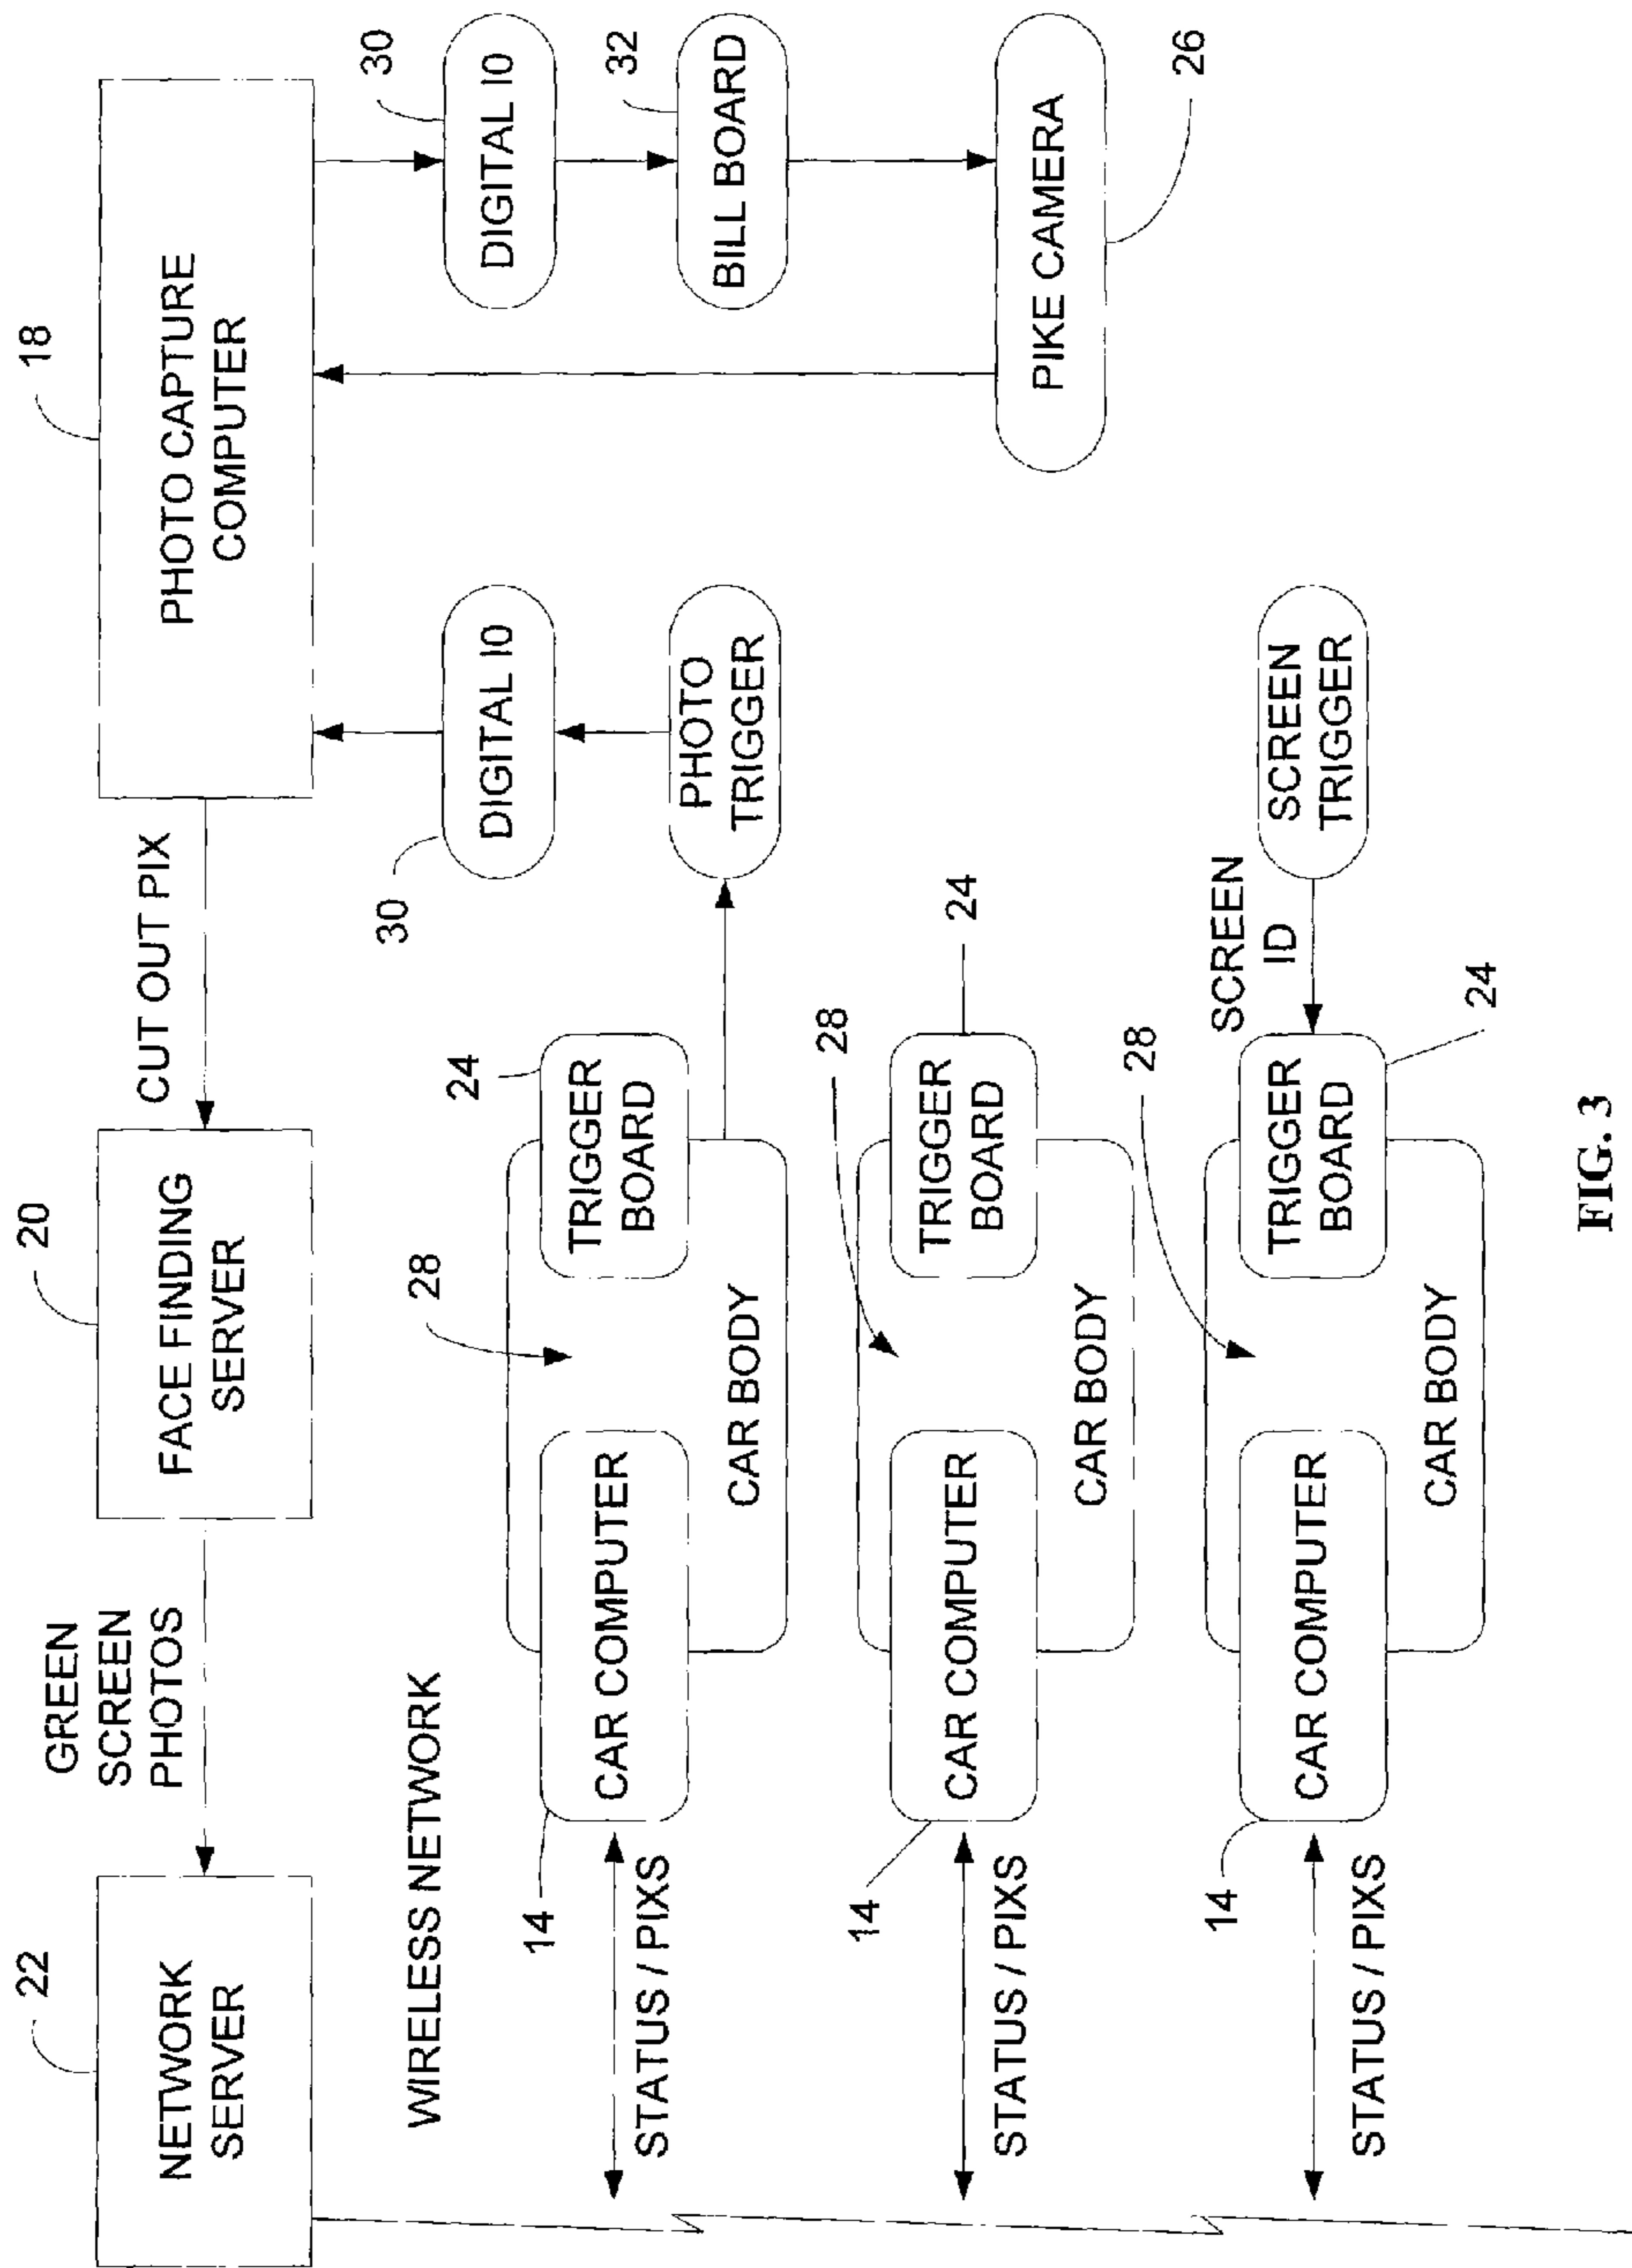 22
NETWORK
SERVER
GREEN
SCREEN
PHOTOS
20
FACE FINDING
SERVER
CUT OUT PIX
18
PHOTO CAPTURE
COMPUTER
WIRELESS NETWORK
14
STATUS / PIXS
CAR COMPUTER
28
CAR BODY
24
TRIGGER
BOARD
30
DIGITAL I0
PHOTO
TRIGGER
30
DIGITAL I0
32
BILL BOARD
PIKE CAMERA
26
14
STATUS / PIXS
CAR COMPUTER
28
CAR BODY
TRIGGER
BOARD
24
14
STATUS / PIXS
CAR COMPUTER
28
CAR BODY
TRIGGER
BOARD
24
SCREEN
ID
SCREEN
TRIGGER
FIG. 3